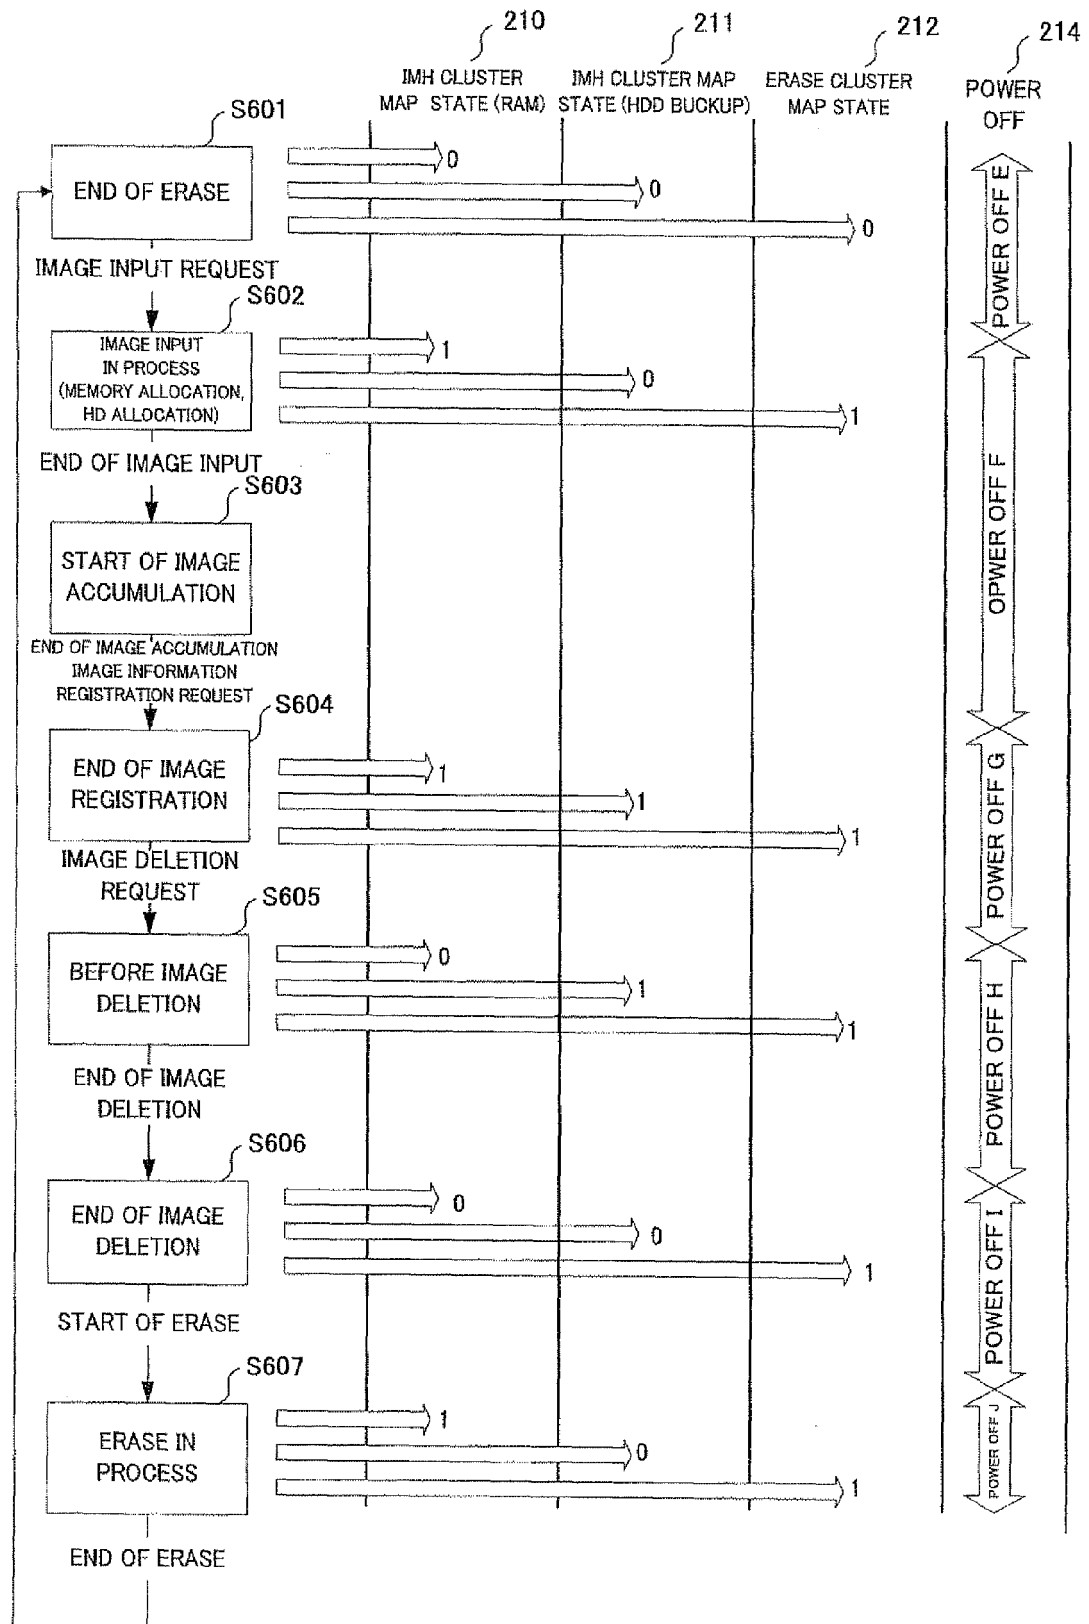 210
211
212
214
IMH CLUSTER
MAP STATE (RAM)
IMH CLUSTER MAP
STATE (HDD BUCKUP)
ERASE CLUSTER
MAP STATE
POWER
OFF
S601
END OF ERASE
0
0
0
POWER OFF E
IMAGE INPUT REQUEST
S602
IMAGE INPUT
IN PROCESS
(MEMORY ALLOCATION,
HD ALLOCATION)
1
0
1
OPWER OFF F
END OF IMAGE INPUT
S603
START OF IMAGE
ACCUMULATION
END OF IMAGE ACCUMULATION
IMAGE INFORMATION
REGISTRATION REQUEST
S604
END OF IMAGE
REGISTRATION
1
1
1
POWER OFF G
IMAGE DELETION
REQUEST
S605
BEFORE IMAGE
DELETION
0
1
1
POWER OFF H
END OF IMAGE
DELETION
S606
END OF IMAGE
DELETION
0
0
1
POWER OFF I
START OF ERASE
S607
ERASE IN
PROCESS
1
0
1
POWER OFF J
END OF ERASE